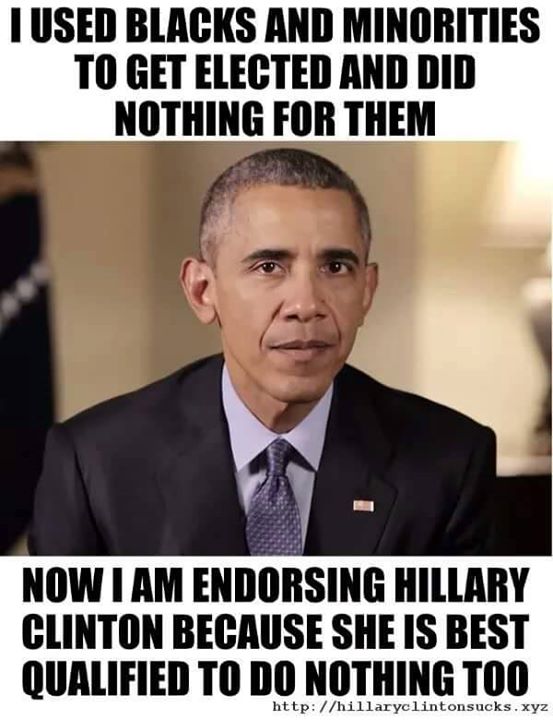 I USED BLACKS AND MINORITIES
TO GET ELECTED AND DID
NOTHING FOR THEM
NOW I AM ENDORSING HILLARY
CLINTON BECAUSE SHE IS BEST
QUALIFIED TO DO NOTHING TOO
http://hillaryclintonsucks.xyz